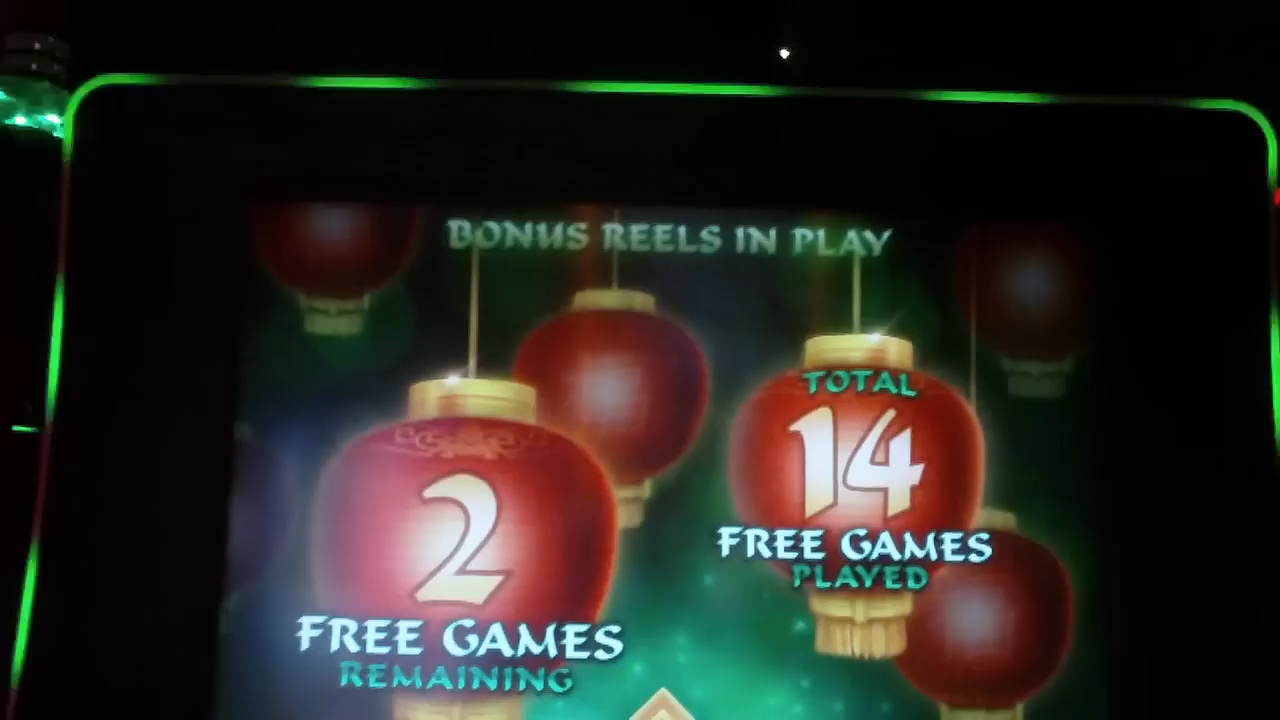 BONUS REELS IN PLAY
2
FREE GAMES
REMAINING
TOTAL
14
FREE GAMES
PLAYED